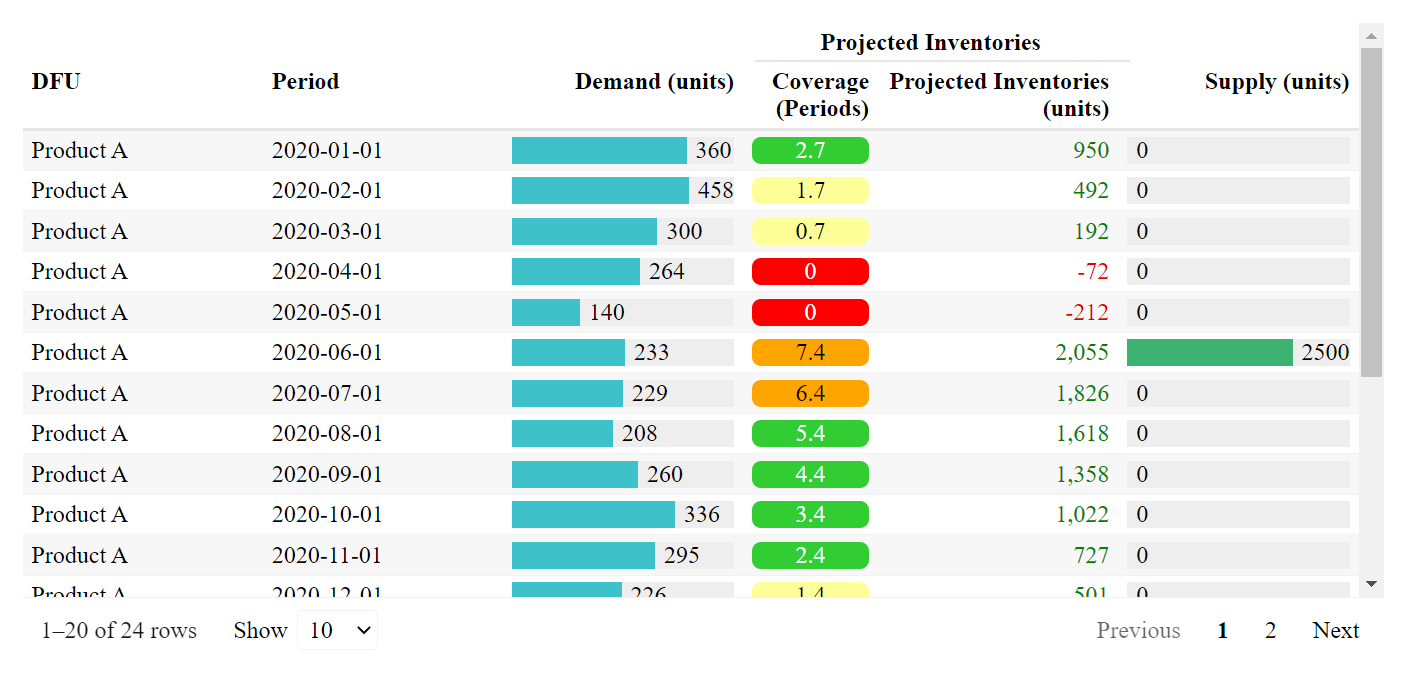 Projected Inventories
DFU Period Demand (units) Coverage (Periods) Projected Inventories (units) Supply (units)
Product A 2020-01-01 360 2.7 950 0
Product A 2020-02-01 458 1.7 492 0
Product A 2020-03-01 300 0.7 192 0
Product A 2020-04-01 264 0 -72 0
Product A 2020-05-01 140 0 -212 0
Product A 2020-06-01 233 7.4 2,055 2500
Product A 2020-07-01 229 6.4 1,826 0
Product A 2020-08-01 208 5.4 1,618 0
Product A 2020-09-01 260 4.4 1,358 0
Product A 2020-10-01 336 3.4 1,022 0
Product A 2020-11-01 295 2.4 727 0
Product A 2020-12-01 226 1.4 501 0
1–20 of 24 rows Show 10 Previous 1 2 Next